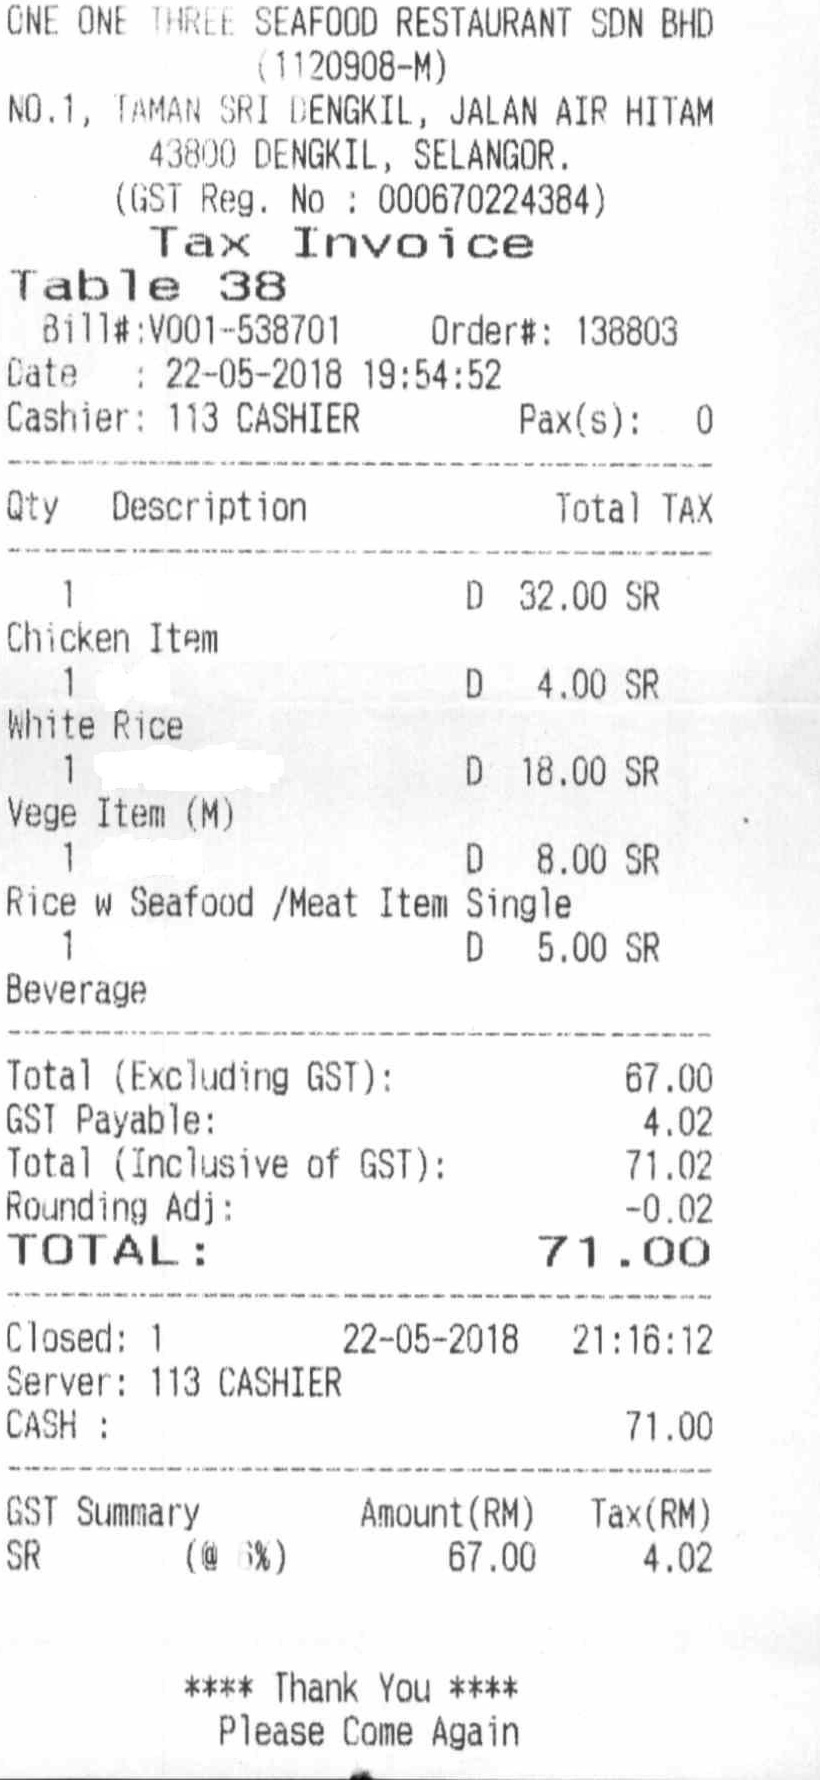 ONE ONE THREE SEAFOOD RESTAURANT SDN BHD
(1120908-M)
NO.1, TAMAN SRI DENGKIL, JALAN AIR HITAM
43800 DENGKIL, SELANGOR.
(GST Reg. No : 000670224384)
Tax Invoice
Table 38
Bill#:V001-538701 Order#: 138803
Date : 22-05-2018 19:54:52
Cashier: 113 CASHIER Pax(s): 0
Qty Description Total TAX
1 D 32.00 SR
Chicken Item
1 D 4.00 SR
White Rice
1 D 18.00 SR
Vege Item (M)
1 D 8.00 SR
Rice w Seafood /Meat Item Single
1 D 5.00 SR
Beverage
Total (Excluding GST): 67.00
GST Payable: 4.02
Total (Inclusive of GST): 71.02
Rounding Adj: -0.02
TOTAL: 71.00
Closed: 1 22-05-2018 21:16:12
Server: 113 CASHIER
CASH : 71.00
GST Summary Amount(RM) Tax(RM)
SR (@ 6%) 67.00 4.02
**** Thank You ****
Please Come Again